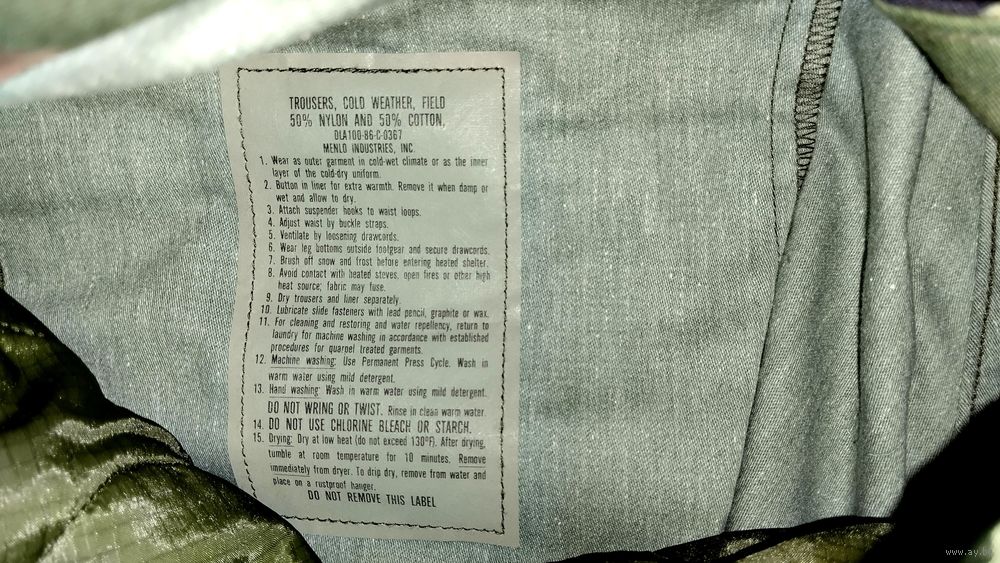 TROUSERS, COLD WEATHER, FIELD
50% NYLON AND 50% COTTON,
DLA100-86-C-0367
MENLO INDUSTRIES, INC.
1. Wear as outer garment in cold-wet climate or as the inner
layer of the cold-dry uniform.
2. Button in liner for extra warmth. Remove it when damp or
wet and allow to dry.
3. Attach suspender hooks to waist loops.
4. Adjust waist by buckle straps.
5. Ventilate by loosening drawcords.
6. Wear leg bottoms outside footgear and secure drawcords.
7. Brush off snow and frost before entering heated shelter.
8. Avoid contact with heated stoves, open fires or other high
heat source; fabric may fuse.
9. Dry trousers and liner separately.
10. Lubricate slide fasteners with lead pencil, graphite or wax.
11. For cleaning and restoring and water repellency, return to
laundry for machine washing in accordance with established
procedures for quarpel treated garments.
12. Machine washing: Use Permanent Press Cycle. Wash in
warm water using mild detergent.
13. Hand washing: Wash in warm water using mild detergent.
DO NOT WRING OR TWIST. Rinse in clean warm water.
14. DO NOT USE CHLORINE BLEACH OR STARCH.
15. Drying: Dry at low heat (do not exceed 130°F). After drying,
tumble at room temperature for 10 minutes. Remove
immediately from dryer. To drip dry, remove from water and
place on a rustproof hanger.
DO NOT REMOVE THIS LABEL